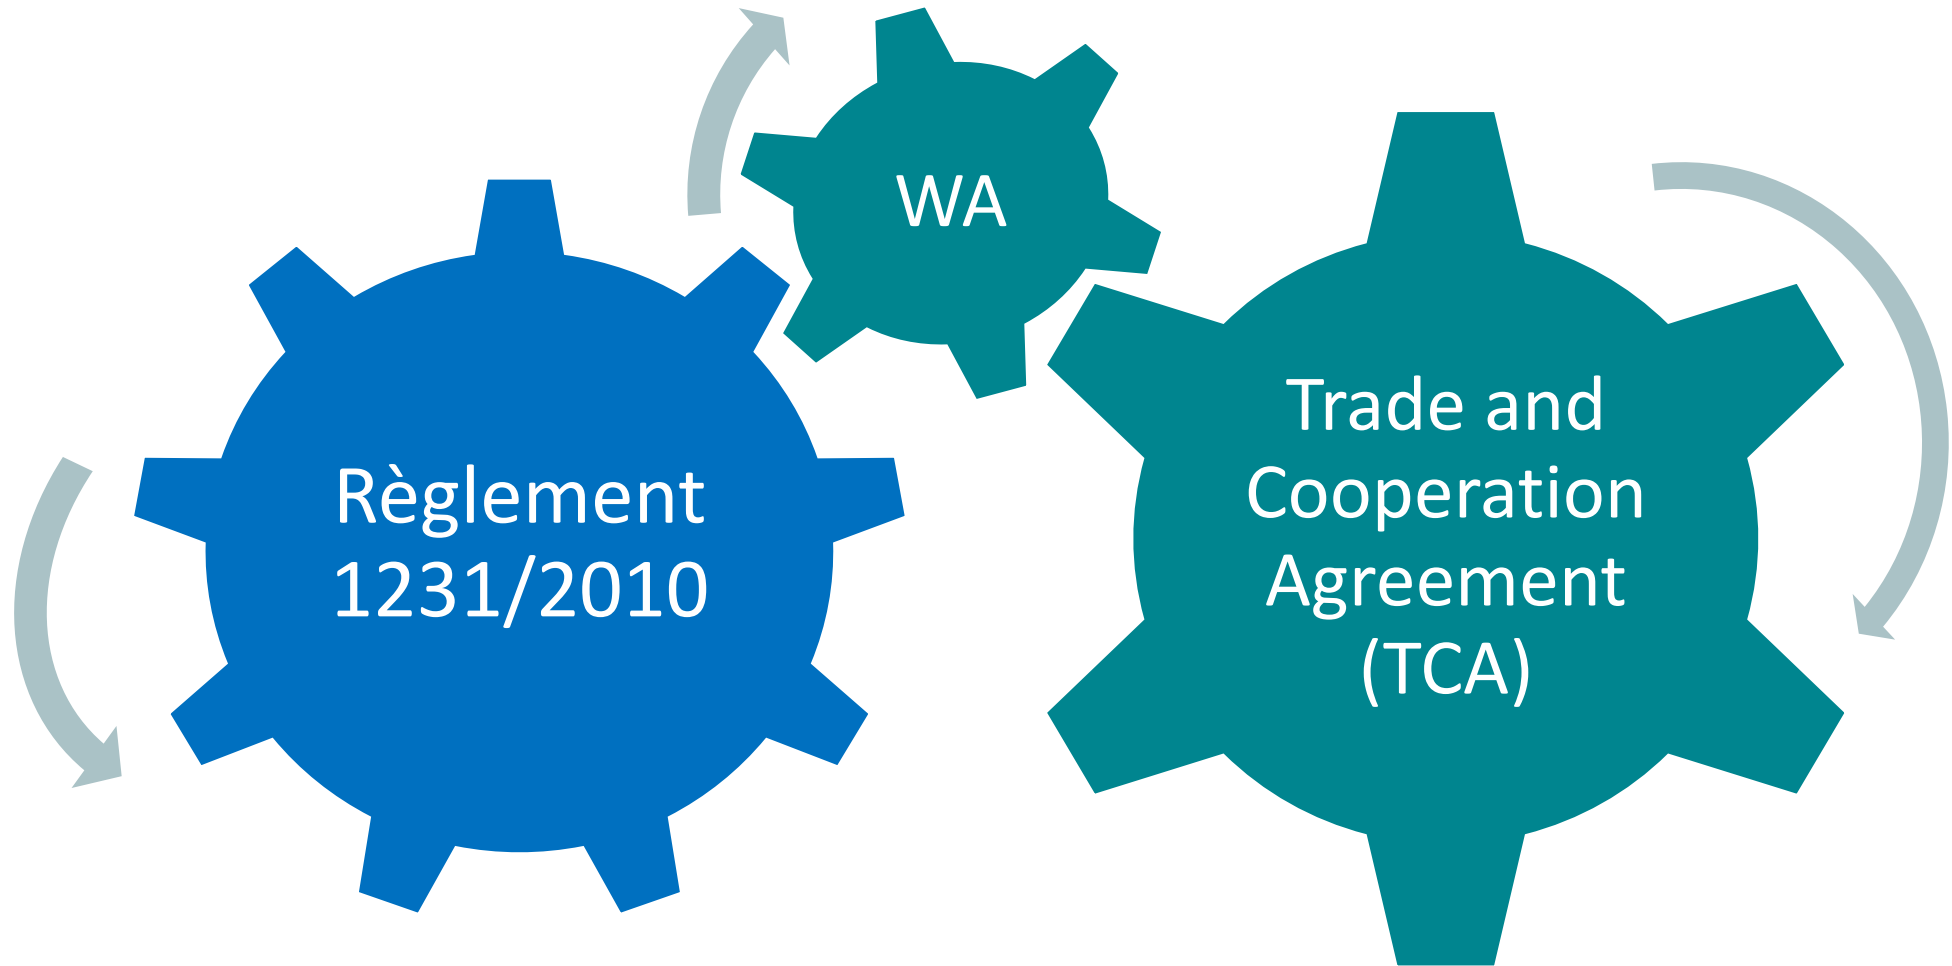 WA
Règlement
1231/2010
Trade and
Cooperation
Agreement
(TCA)